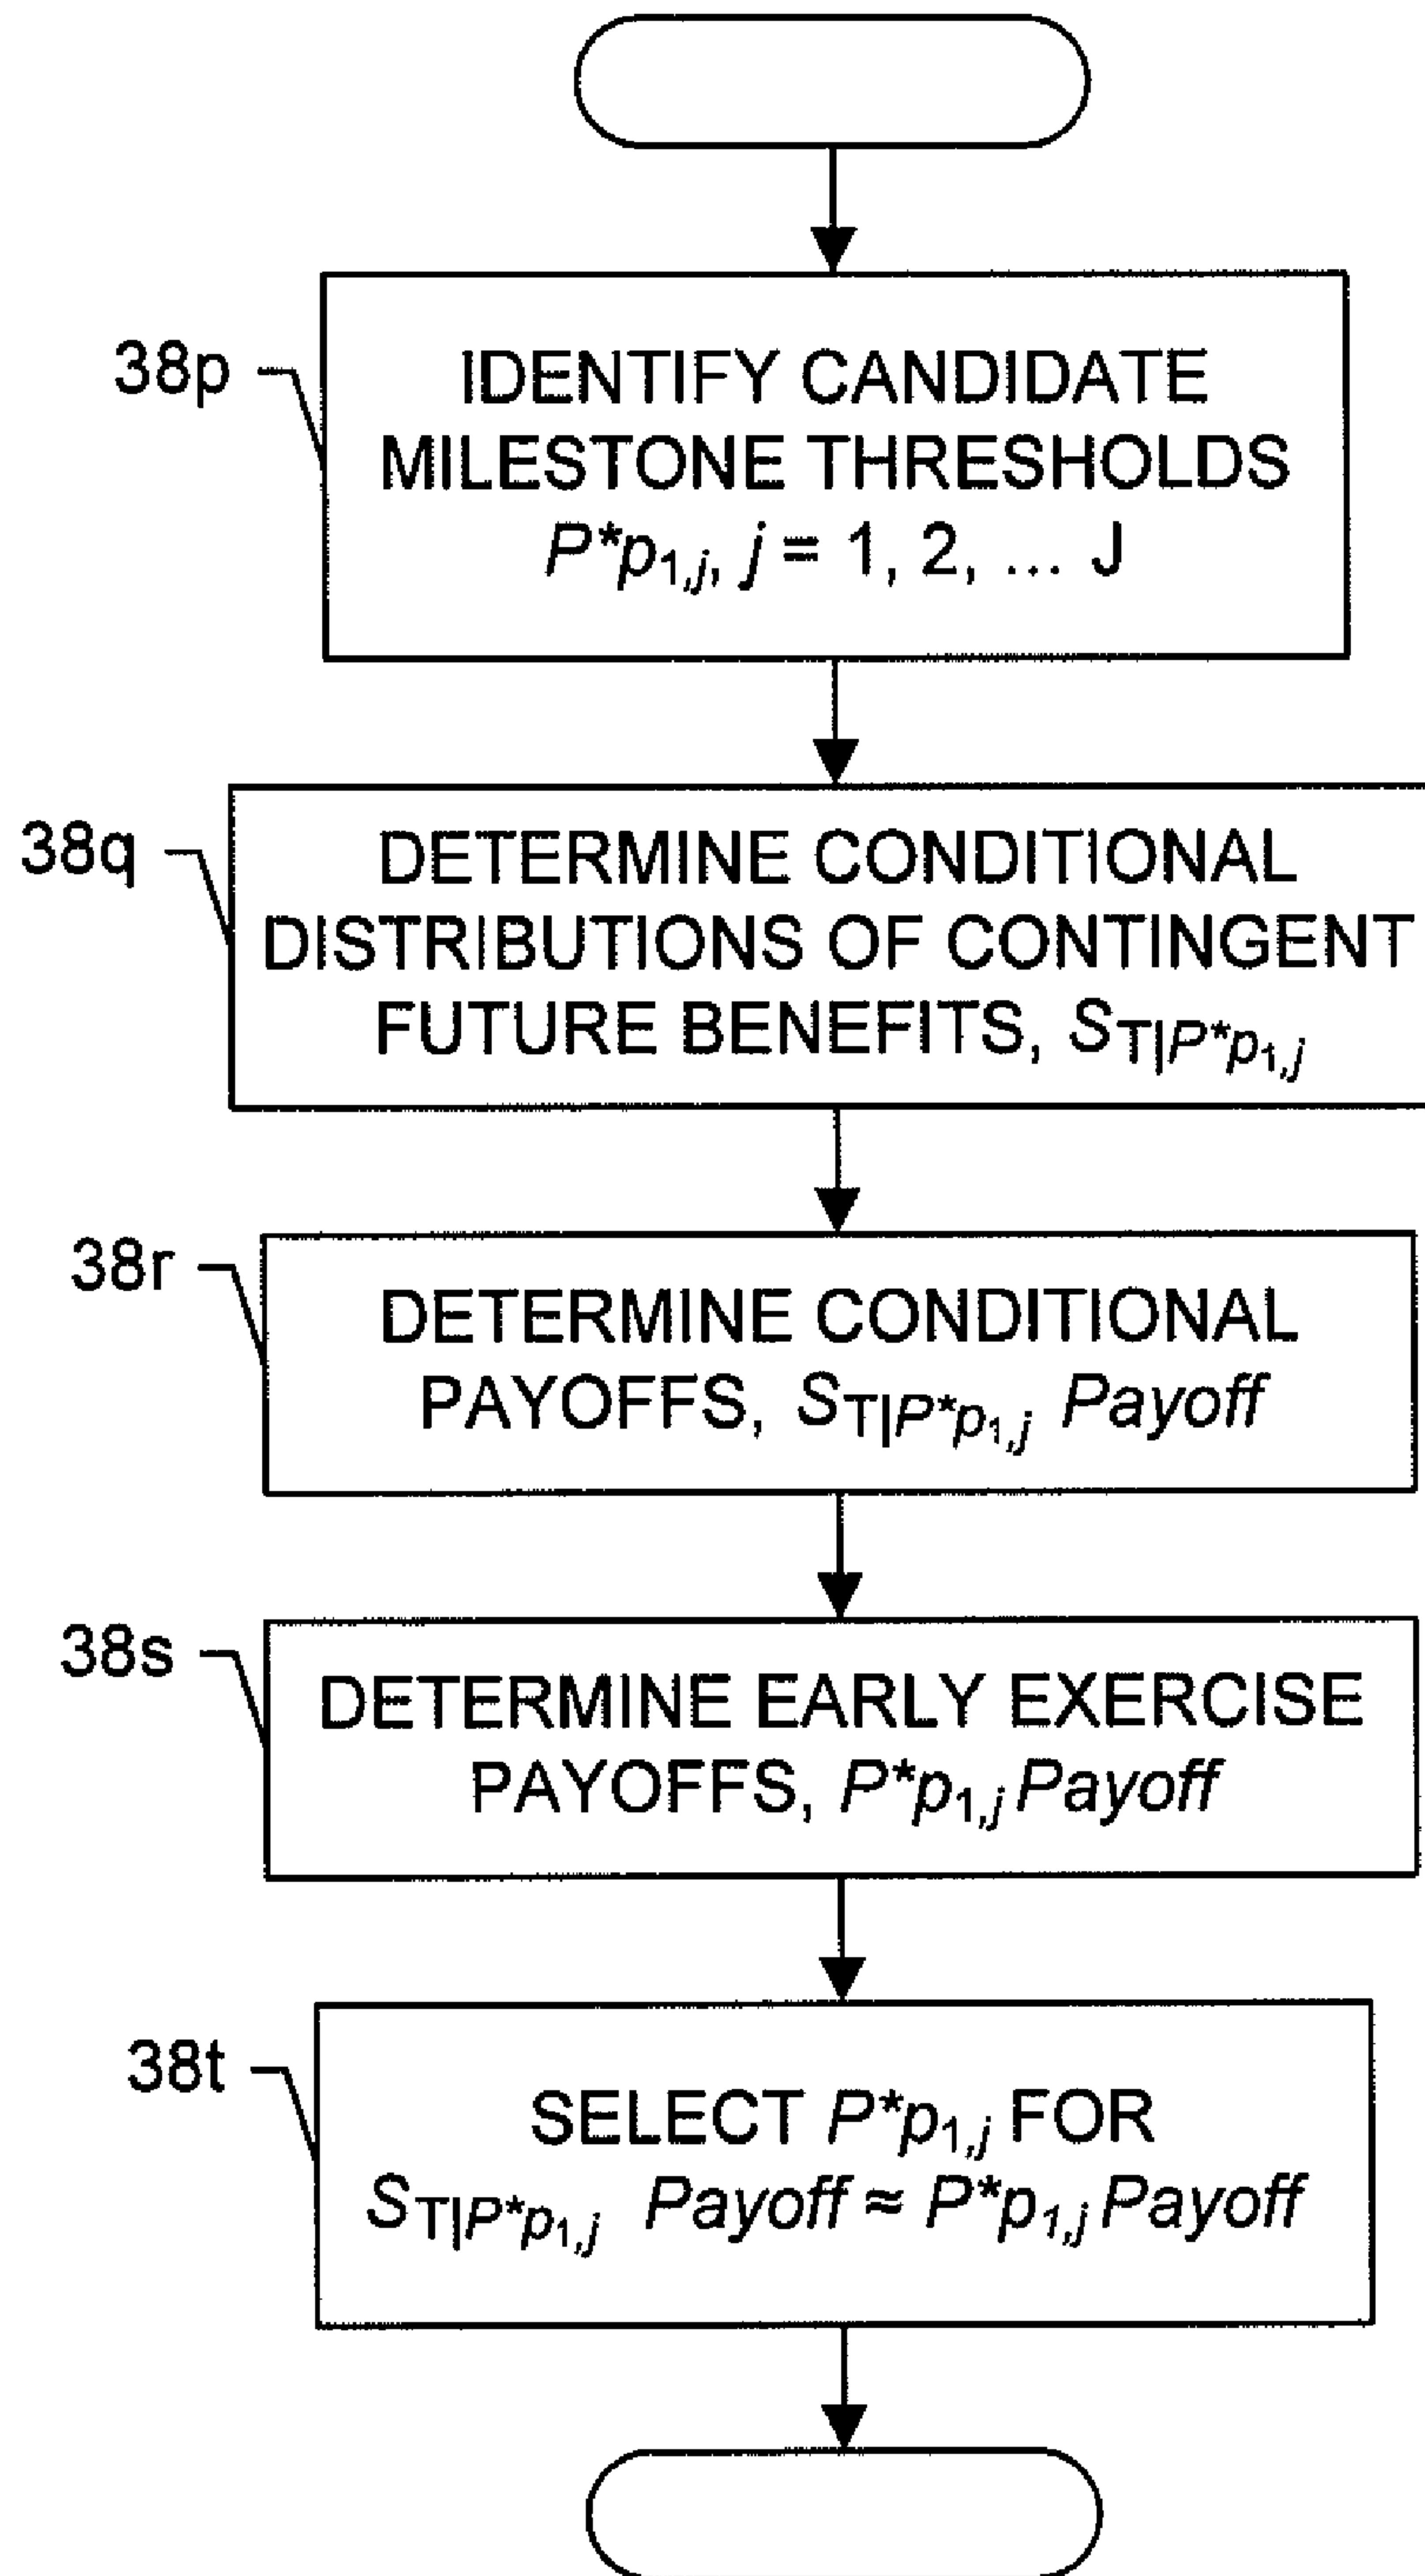 38p
IDENTIFY CANDIDATE
MILESTONE THRESHOLDS
P*p1,j, j = 1, 2, ... J
38q
DETERMINE CONDITIONAL
DISTRIBUTIONS OF CONTINGENT
FUTURE BENEFITS, ST|P*p1,j
38r
DETERMINE CONDITIONAL
PAYOFFS, ST|P*p1,j Payoff
38s
DETERMINE EARLY EXERCISE
PAYOFFS, P*p1,j Payoff
38t
SELECT P*p1,j FOR
ST|P*p1,j Payoff ≈ P*p1,j Payoff